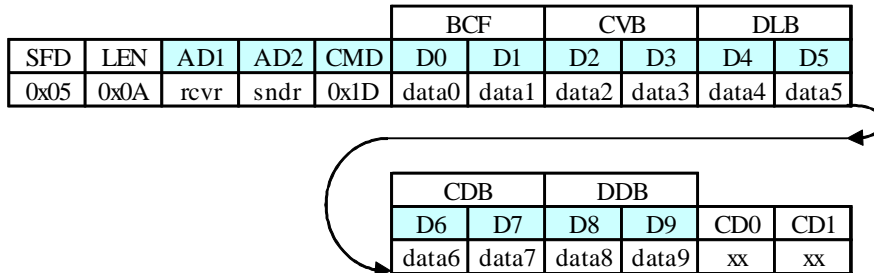 BCF CVB DLB
SFD LEN AD1 AD2 CMD D0 D1 D2 D3 D4 D5
0x05 0x0A rcvr sndr 0x1D data0 data1 data2 data3 data4 data5
CDB DDB
D6 D7 D8 D9 CD0 CD1
data6 data7 data8 data9 xx xx